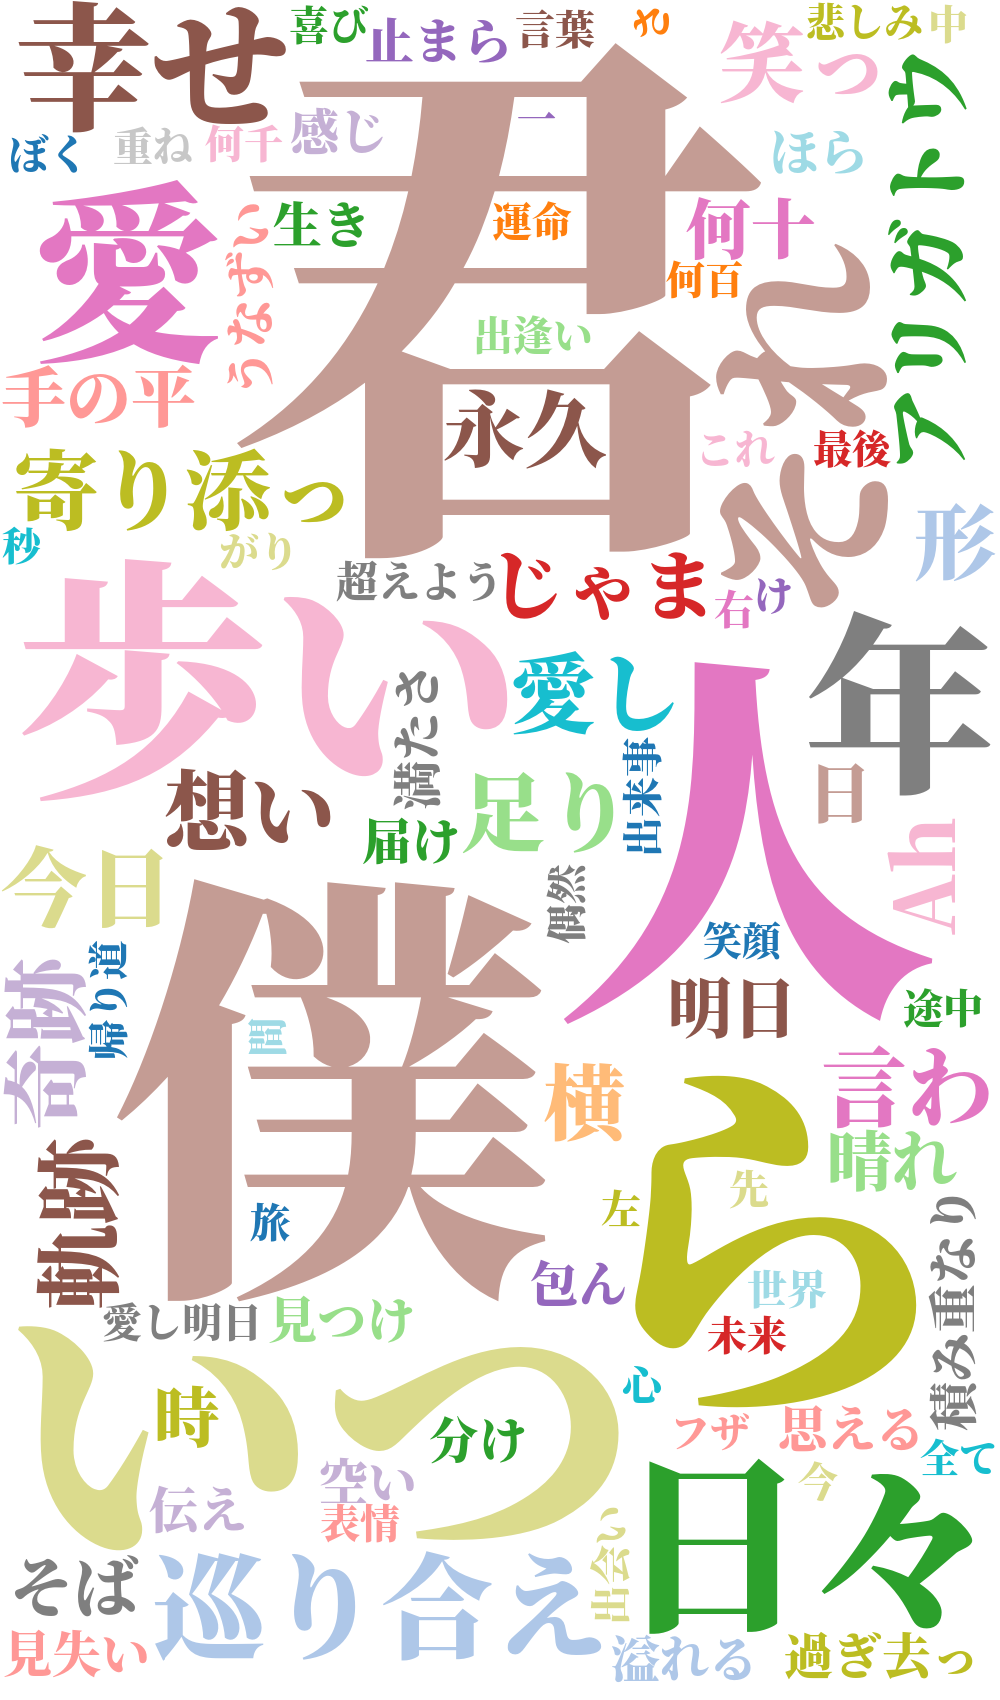 幸せ
喜び
止まら
言葉
さ
笑っ
悲しみ
中
君
アリガトウ
ぼく
重ね
何千
感じ
一
ほら
愛
うなずい
生き
運命
何十
何百
それ
出逢い
手の平
永久
これ
最後
寄り添っ
秒
がり
形
超えよう
じゃま
右
け
歩い
愛し
人
年
満たさ
出来事
日
想い
届け
足り
Ah
今日
偶然
僕
笑顔
奇跡
帰り道
明日
途中
間
言わ
横
軌跡
晴れ
ら
先
左
旅
積み重なり
包ん
世界
愛し明日
見つけ
未来
いつ
心
時
分け
フザ
思える
全て
空い
今
日々
伝え
表情
出会い
そば
巡り合え
見失い
溢れる
過ぎ去っ